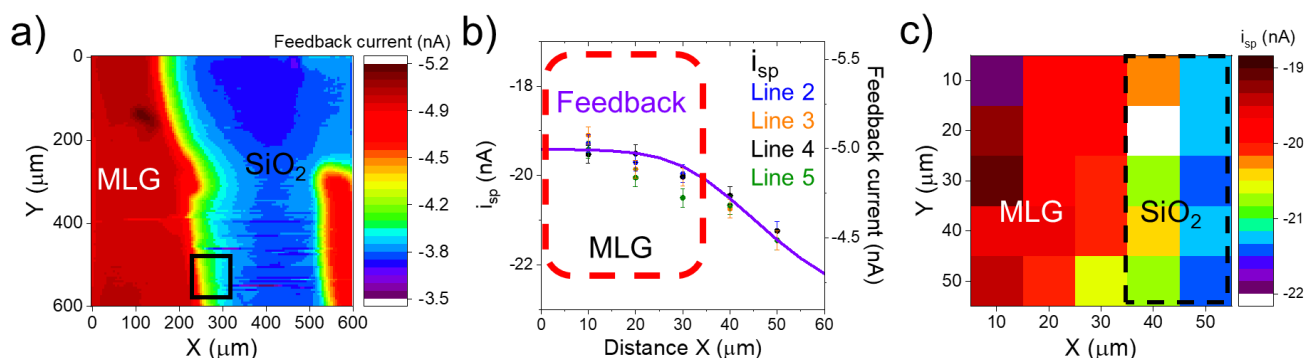 a)
Feedback current (nA)
0
200
400
600
Y (μm)
MLG
SiO2
0 100 200 300 400 500 600
X (μm)
-5.2
-4.9
-4.5
-4.2
-3.8
-3.5
b)
-18
-20
-22
isp (nA)
Feedback
MLG
isp
Line 2
Line 3
Line 4
Line 5
0 10 20 30 40 50 60
Distance X (μm)
-5.5
-5.0
-4.5
Feedback current (nA)
c)
isp (nA)
10
20
30
40
50
Y (μm)
MLG
SiO2
10 20 30 40 50
X (μm)
-19
-20
-21
-22